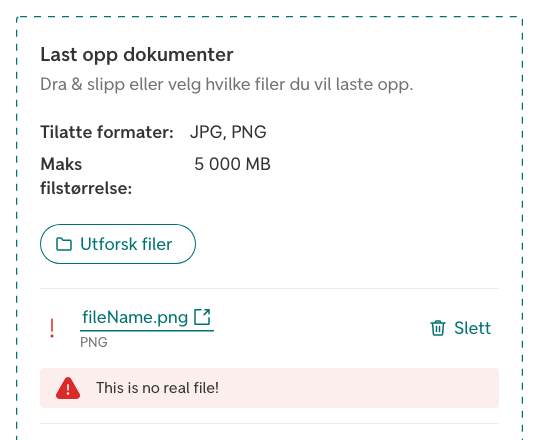 Last opp dokumenter
Dra & slipp eller velg hvilke filer du vil laste opp.
Tilatte formater: JPG, PNG
Maks 5 000 MB
filstørrelse:
Utforsk filer
fileName.png Slett
PNG
This is no real file!